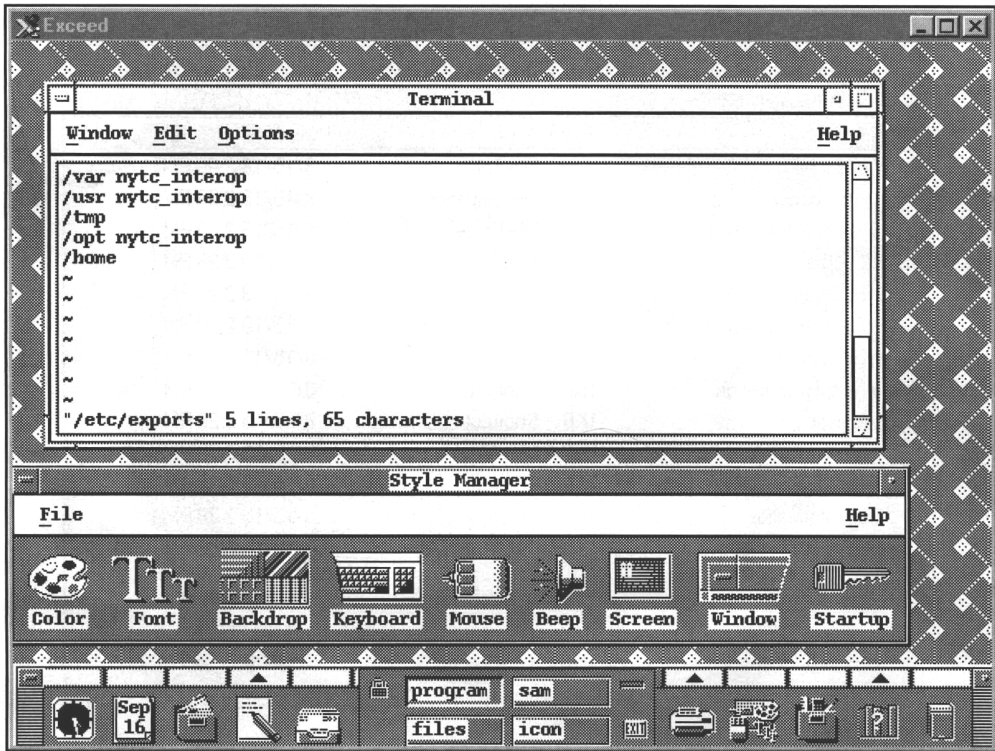 Exceed
Terminal
Window Edit Options Help
/var nytc_interop
/usr nytc_interop
/tmp
/opt nytc_interop
/home
~
~
~
~
~
~
~
"/etc/exports" 5 lines, 65 characters
Style Manager
File Help
Color Font Backdrop Keyboard Mouse Beep Screen Window Startup
program sam
Sep
16
files icon EXIT